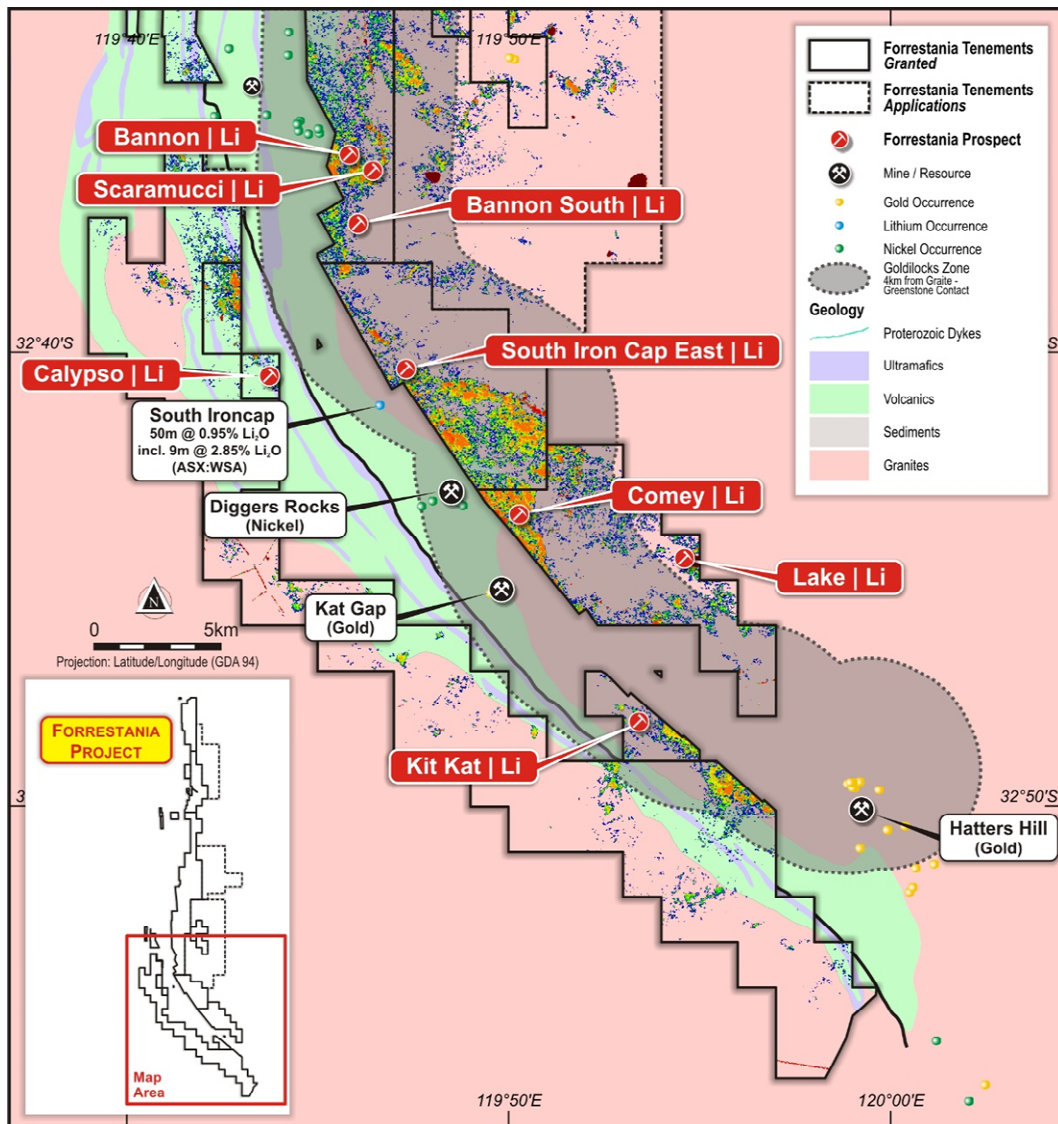 119°40'E
119°50'E
Bannon | Li
Scaramucci | Li
Bannon South | Li
32°40'S
S
South Iron Cap East | Li
Calypso | Li
South Ironcap
50m @ 0.95% Li₂O
incl. 9m @ 2.85% Li₂O
(ASX:WSA)
Diggers Rocks
(Nickel)
Comey | Li
Lake | Li
Kat Gap
(Gold)
N
0 5km
Projection: Latitude/Longitude (GDA 94)
Kit Kat | Li
3
32°50'S
Hatters Hill
(Gold)
119°50'E
120°00'E
FORRESTANIA
PROJECT
Map
Area
Forrestania Tenements
Granted
Forrestania Tenements
Applications
Forrestania Prospect
Mine / Resource
Gold Occurrence
Lithium Occurrence
Nickel Occurrence
Goldilocks Zone
4km from Graite -
Greenstone Contact
Geology
Proterozoic Dykes
Ultramafics
Volcanics
Sediments
Granites